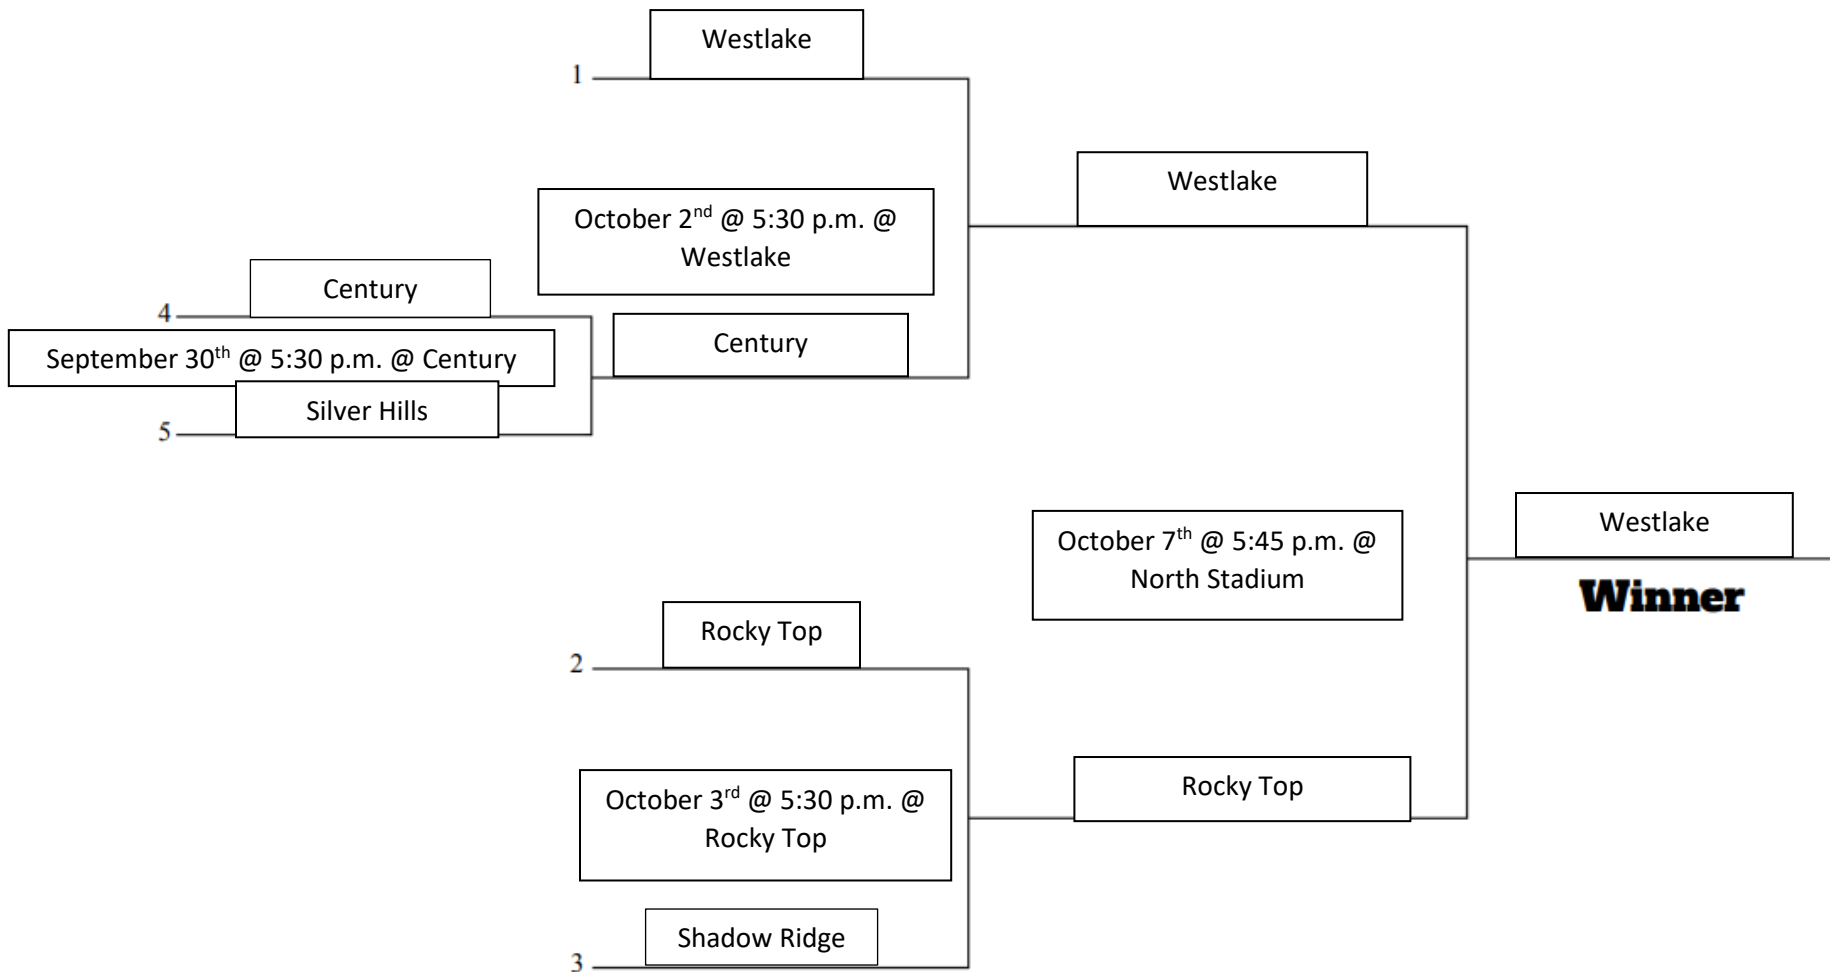 Westlake
1
Westlake
October 2nd @ 5:30 p.m. @
Westlake
Century
4
September 30th @ 5:30 p.m. @ Century
Century
Silver Hills
5
Westlake
Winner
October 7th @ 5:45 p.m. @
North Stadium
Rocky Top
2
Rocky Top
October 3rd @ 5:30 p.m. @
Rocky Top
Shadow Ridge
3